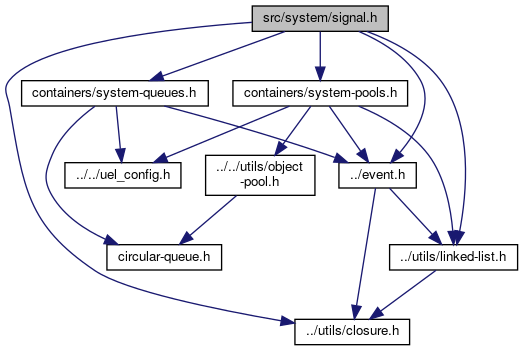 src/system/signal.h
containers/system-queues.h
containers/system-pools.h
../../uel_config.h
../../utils/object
-pool.h
../event.h
circular-queue.h
../utils/linked-list.h
../utils/closure.h